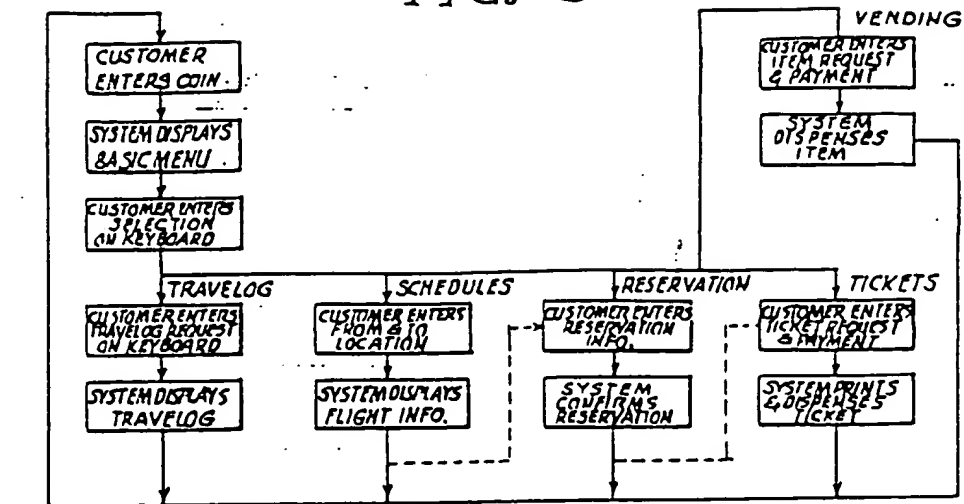 VENDING
CUSTOMER
ENTERS COIN.
CUSTOMER ENTERS
ITEM REQUEST
& PAYMENT
SYSTEM DISPLAYS
BASIC MENU.
SYSTEM
DISPENSES
ITEM
CUSTOMER ENTERS
SELECTION
ON KEYBOARD
TRAVELOG
SCHEDULES
RESERVATION
TICKETS
CUSTOMER ENTERS
TRAVELOG REQUEST
ON KEYBOARD
CUSTOMER ENTERS
FROM & TO
LOCATION
CUSTOMER ENTERS
RESERVATION
INFO.
CUSTOMER ENTERS
TICKET REQUEST
& PAYMENT
SYSTEM DISPLAYS
TRAVELOG
SYSTEM DISPLAYS
FLIGHT INFO.
SYSTEM
CONFIRMS
RESERVATION
SYSTEM PRINTS
& DISPENSES
TICKET